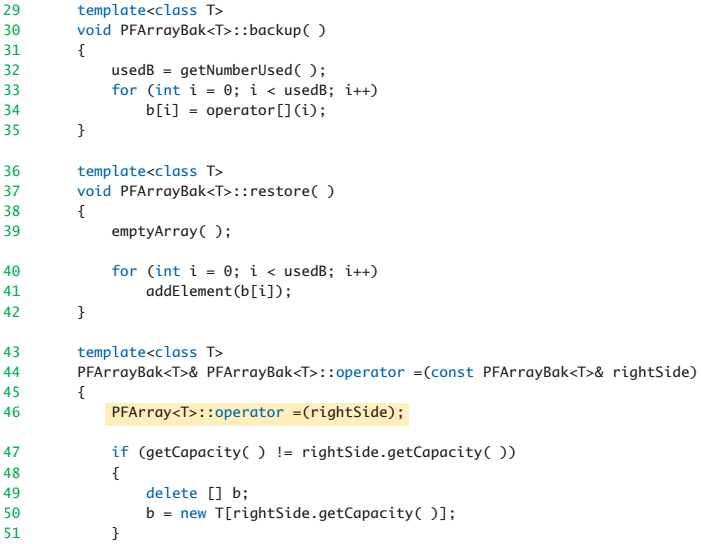 29 template<class T>
30 void PFArrayBak<T>::backup( )
31 {
32 usedB = getNumberUsed( );
33 for (int i = 0; i < usedB; i++)
34 b[i] = operator[](i);
35 }
36 template<class T>
37 void PFArrayBak<T>::restore( )
38 {
39 emptyArray( );
40 for (int i = 0; i < usedB; i++)
41 addElement(b[i]);
42 }
43 template<class T>
44 PFArrayBak<T>& PFArrayBak<T>::operator =(const PFArrayBak<T>& rightSide)
45 {
46 PFArray<T>::operator =(rightSide);
47 if (getCapacity( ) != rightSide.getCapacity( ))
48 {
49 delete [] b;
50 b = new T[rightSide.getCapacity( )];
51 }